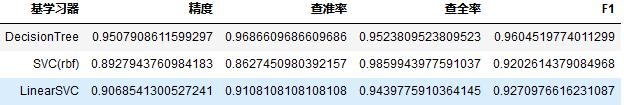 基学习器 精度 查准率 查全率 F1
DecisionTree 0.9507908611599297 0.9686609686609686 0.9523809523809523 0.9604519774011299
SVC(rbf) 0.8927943760984183 0.8627450980392157 0.9859943977591037 0.9202614379084968
LinearSVC 0.9068541300527241 0.9108108108108108 0.9439775910364145 0.9270976616231087